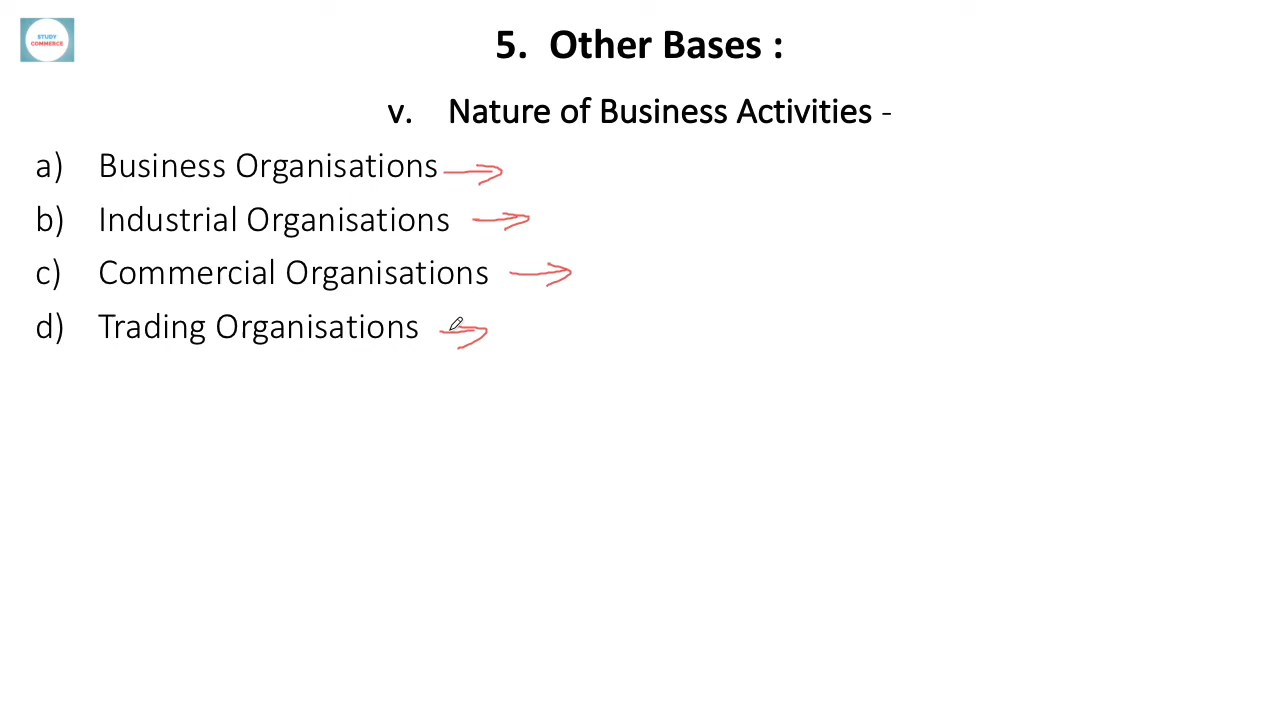 STUDY
COMMERCE
5. Other Bases :
v. Nature of Business Activities -
a) Business Organisations
b) Industrial Organisations
c) Commercial Organisations
d) Trading Organisations